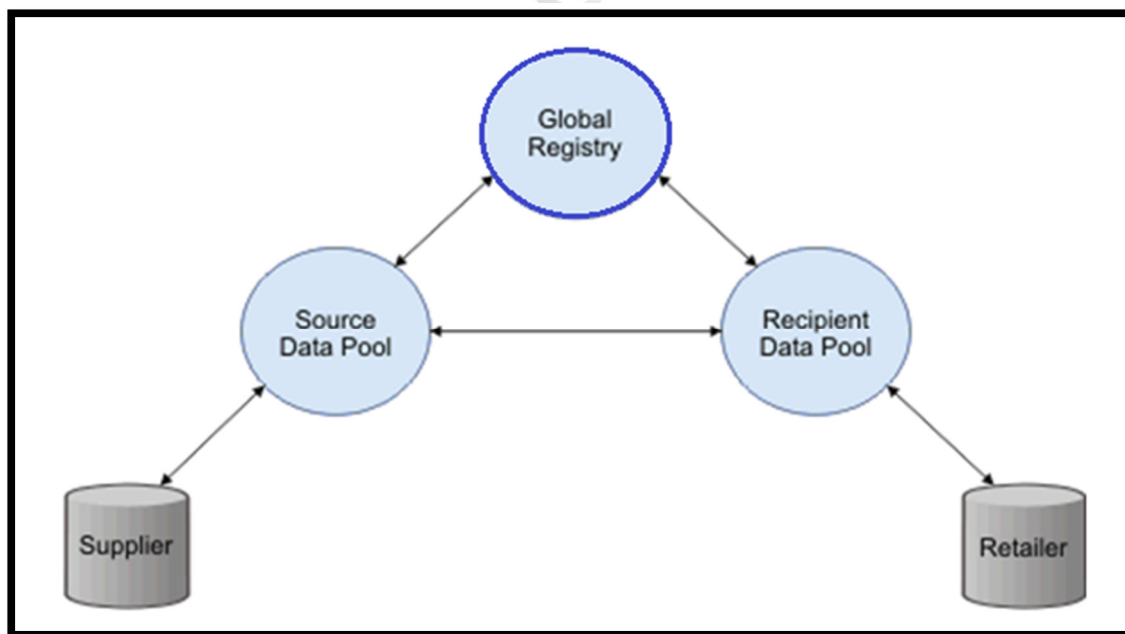 Global
Registry
Source
Data Pool
Recipient
Data Pool
Supplier
Retailer